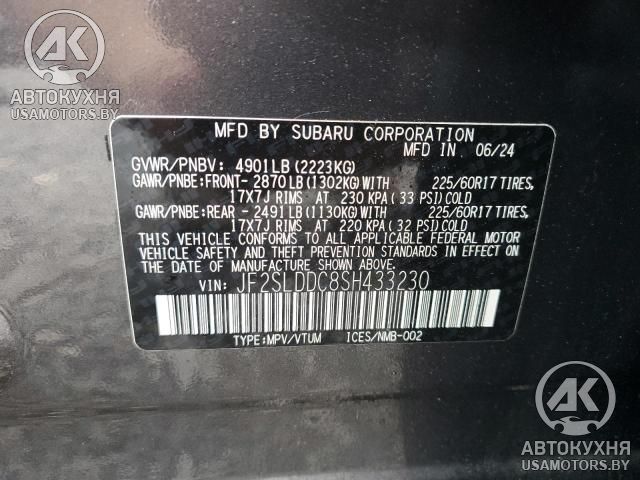 AK
АВТОКУХНЯ
USAMOTORS.BY
MFD BY SUBARU CORPORATION
MFD IN 06/24
GVWR/PNBV: 4901LB(2223KG)
GAWR/PNBE:FRONT- 2870LB(1302KG)WITH 225/60R17 TIRES,
17X7J RIMS AT 230 KPA( 33 PSI)COLD
GAWR/PNBE:REAR - 2491LB(1130KG)WITH 225/60R17 TIRES,
17X7J RIMS AT 220 KPA( 32 PSI)COLD
THIS VEHICLE CONFORMS TO ALL APPLICABLE FEDERAL MOTOR
VEHICLE SAFETY AND THEFT PREVENTION STANDARDS IN EFFECT ON
THE DATE OF MANUFACTURE SHOWN ABOVE.
VIN: JF2SLDDC8SH433230
TYPE:MPV/VTUM ICES/NMB-002
AK
АВТОКУХНЯ
USAMOTORS.BY